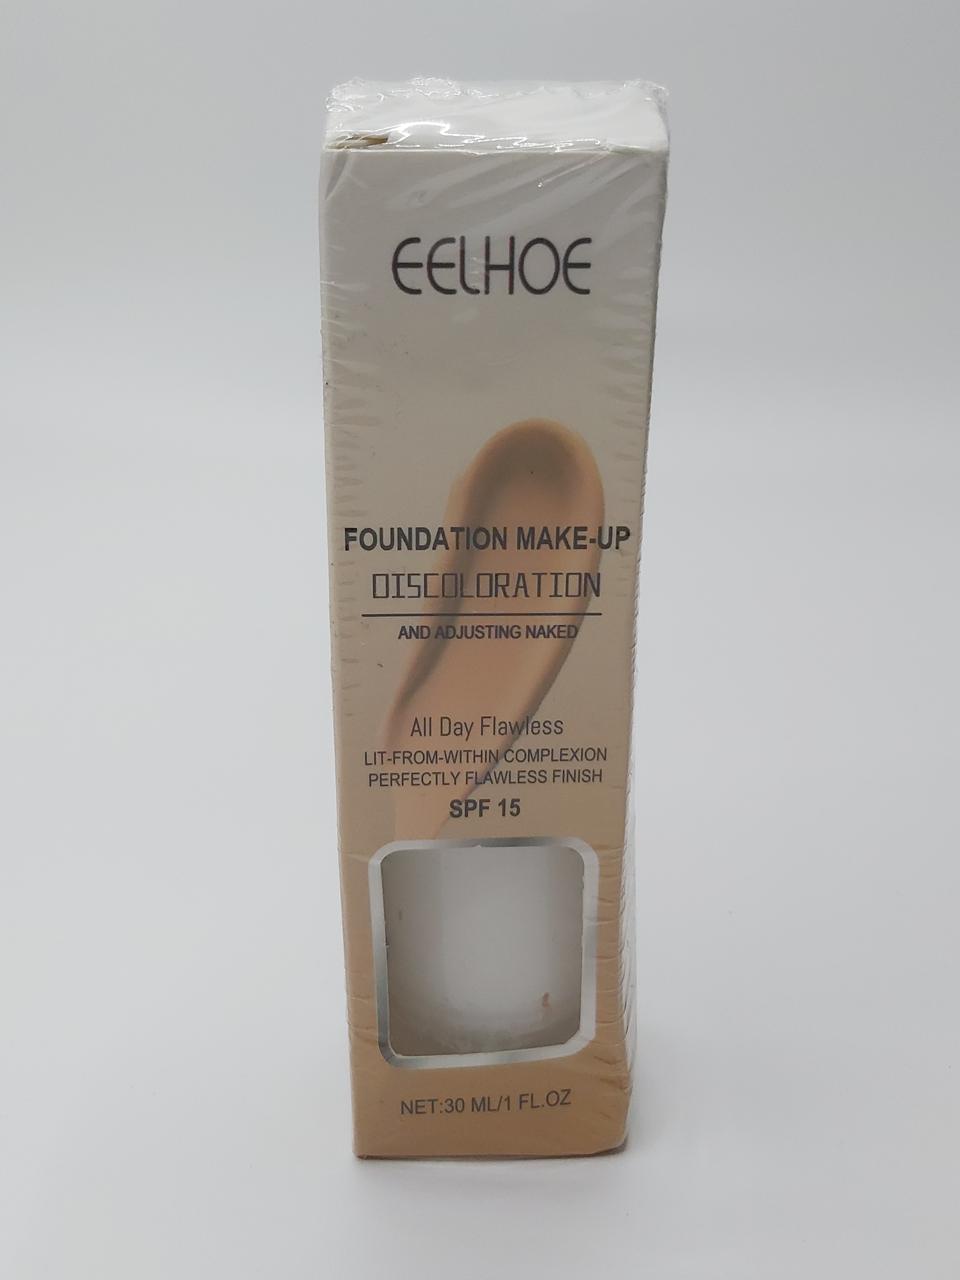 EELHOE
FOUNDATION MAKE-UP
DISCOLORATION
AND ADJUSTING NAKED
All Day Flawless
LIT-FROM-WITHIN COMPLEXION
PERFECTLY FLAWLESS FINISH
SPF 15
NET:30 ML/1 FL.OZ